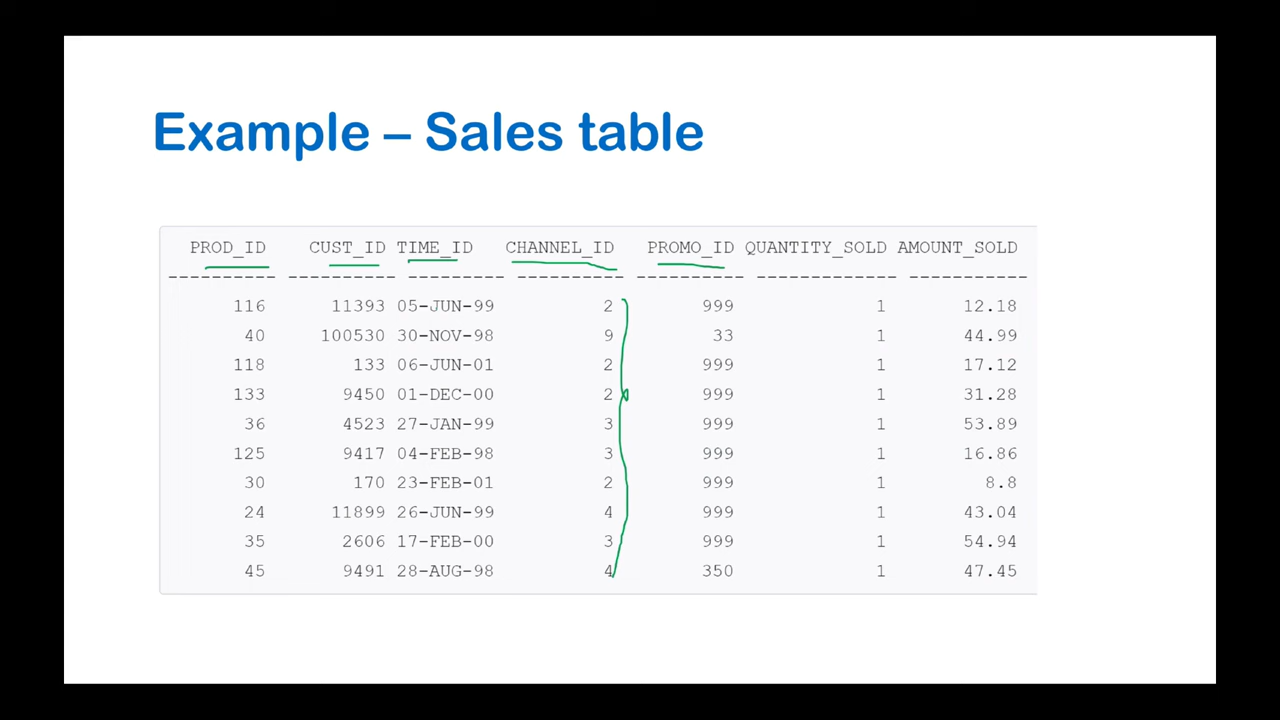 Example – Sales table
PROD_ID CUST_ID TIME_ID CHANNEL_ID PROMO_ID QUANTITY_SOLD AMOUNT_SOLD
---------- ---------- --------- ---------- ---------- ------------- -----------
116 11393 05-JUN-99 2 999 1 12.18
40 100530 30-NOV-98 9 33 1 44.99
118 133 06-JUN-01 2 999 1 17.12
133 9450 01-DEC-00 2 999 1 31.28
36 4523 27-JAN-99 3 999 1 53.89
125 9417 04-FEB-98 3 999 1 16.86
30 170 23-FEB-01 2 999 1 8.8
24 11899 26-JUN-99 4 999 1 43.04
35 2606 17-FEB-00 3 999 1 54.94
45 9491 28-AUG-98 4 350 1 47.45